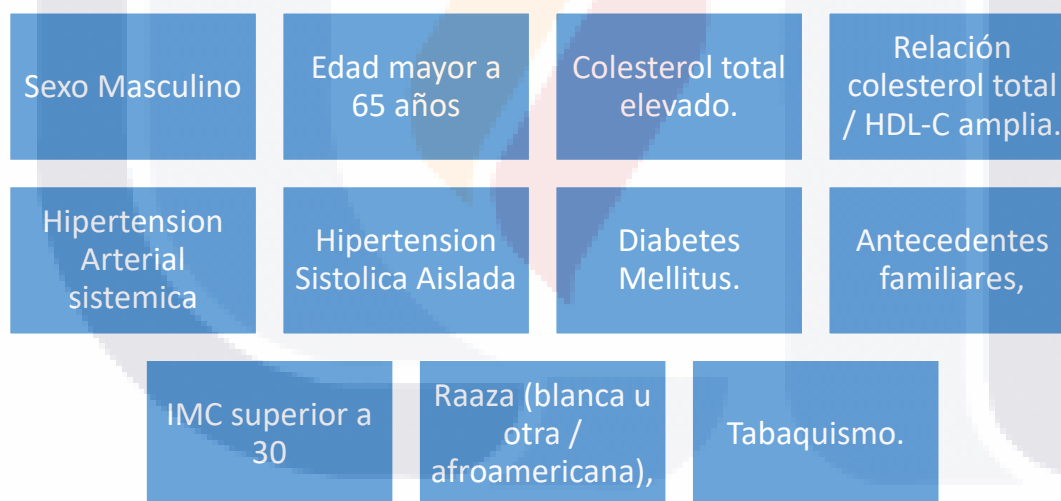 Sexo Masculino
Edad mayor a
65 años
Colesterol total
elevado.
Relación
colesterol total
/ HDL-C amplia.
Hipertension
Arterial
sistemica
Hipertension
Sistolica Aislada
Diabetes
Mellitus.
Antecedentes
familiares,
IMC superior a
30
Raaza (blanca u
otra /
afroamericana),
Tabaquismo.